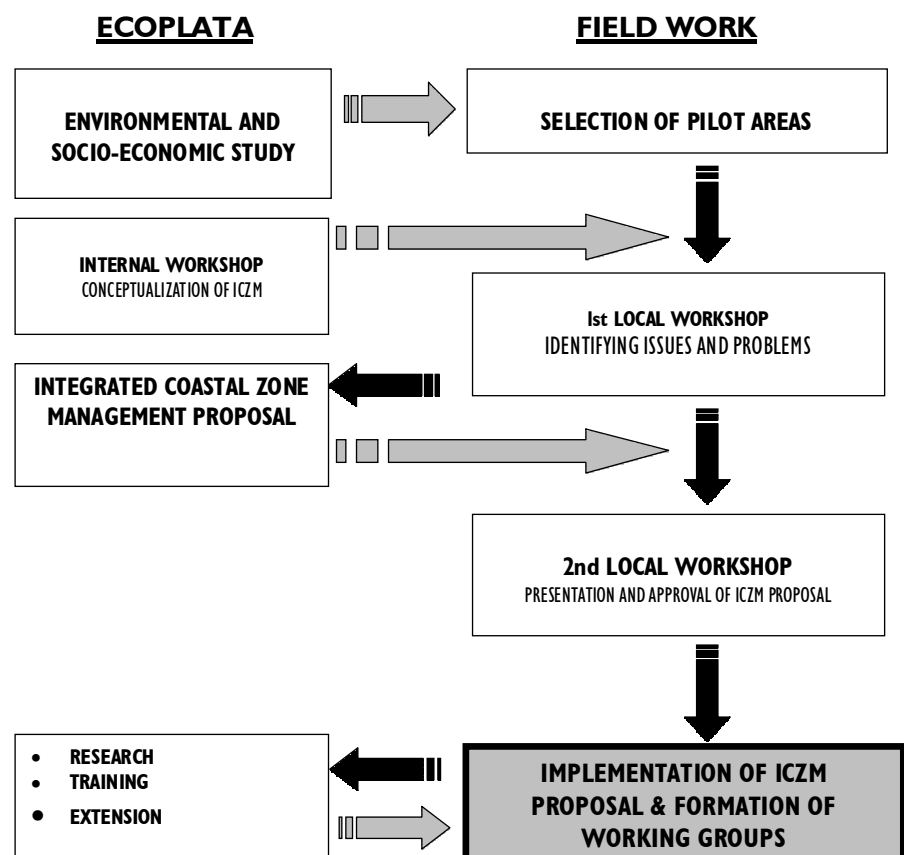 ECOPLATA
FIELD WORK
ENVIRONMENTAL AND
SOCIO-ECONOMIC STUDY
SELECTION OF PILOT AREAS
INTERNAL WORKSHOP
CONCEPTUALIZATION OF ICZM
1st LOCAL WORKSHOP
IDENTIFYING ISSUES AND PROBLEMS
INTEGRATED COASTAL ZONE
MANAGEMENT PROPOSAL
2nd LOCAL WORKSHOP
PRESENTATION AND APPROVAL OF ICZM PROPOSAL
• RESEARCH
• TRAINING
• EXTENSION
IMPLEMENTATION OF ICZM
PROPOSAL & FORMATION OF
WORKING GROUPS